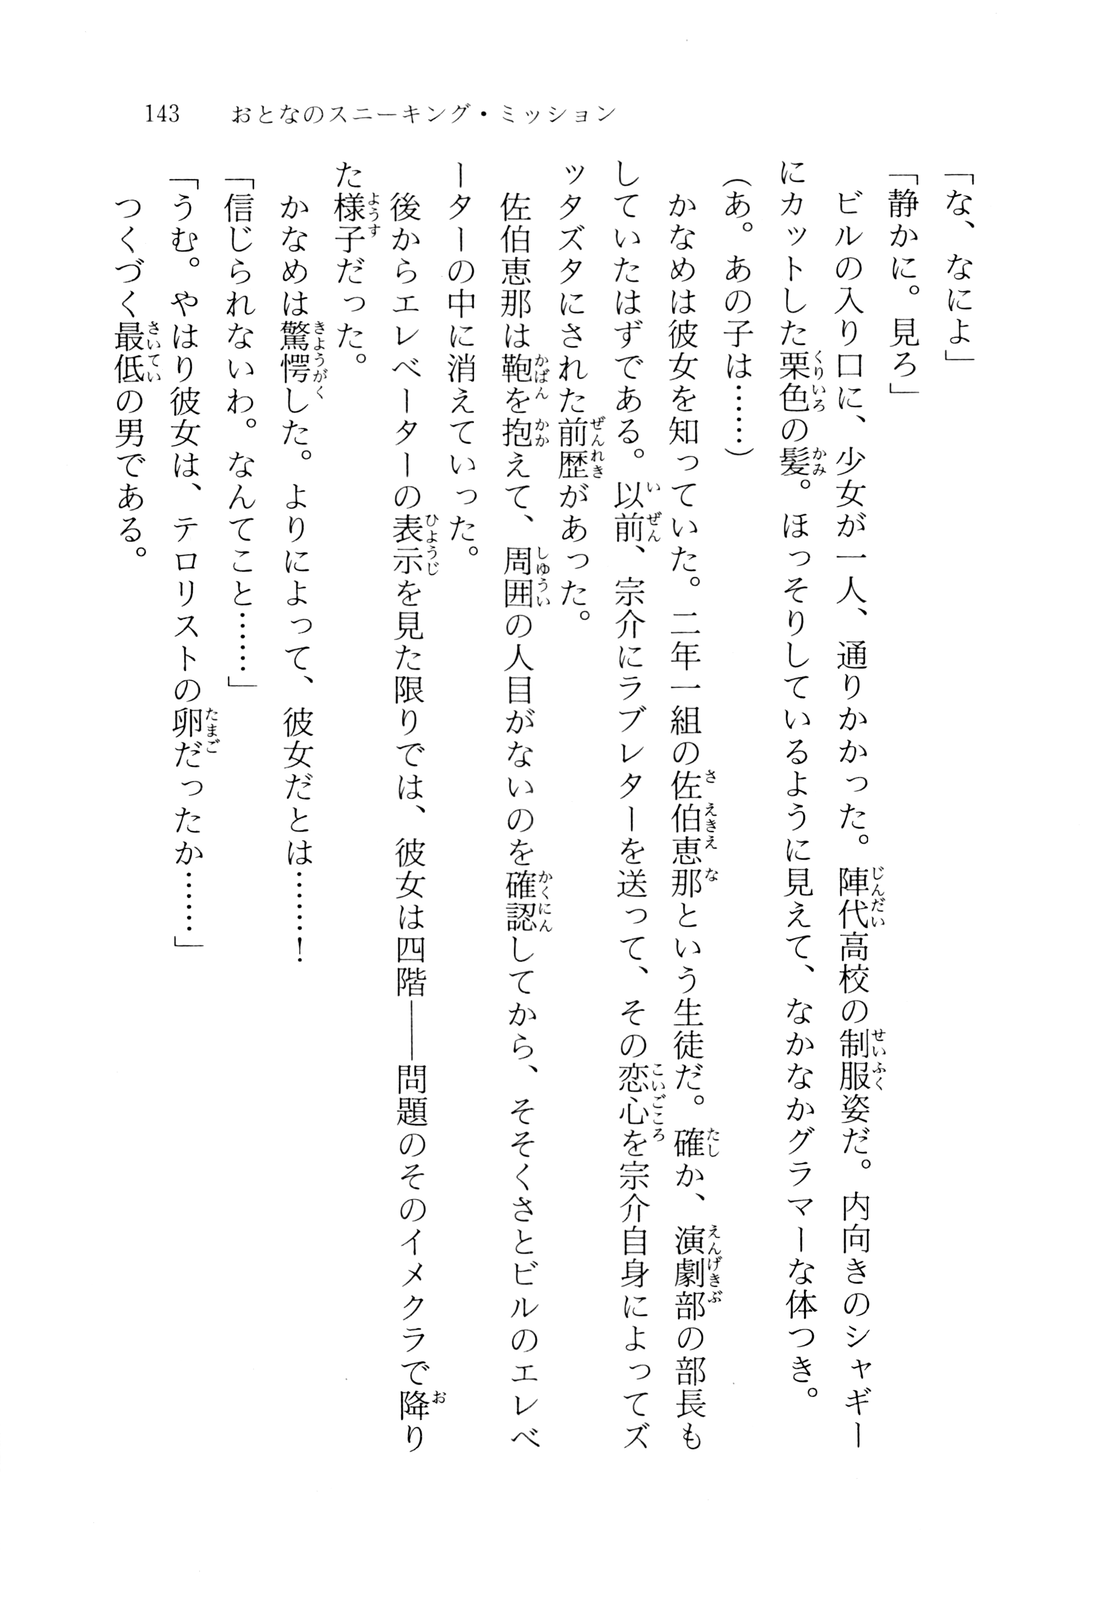 143　おとなのスニーキング・ミッション
「な、なによ」
「静かに。見ろ」
　ビルの入り口に、少女が一人、通りかかった。陣代高校の制服姿だ。内向きのシャギー
にカットした栗色の髪。ほっそりしているように見えて、なかなかグラマーな体つき。
（あ。あの子は……）
　かなめは彼女を知っていた。二年一組の佐伯恵那という生徒だ。確か、演劇部の部長も
していたはずである。以前、宗介にラブレターを送って、その恋心を宗介自身によってズ
ッタズタにされた前歴があった。
　佐伯恵那は鞄を抱えて、周囲の人目がないのを確認してから、そそくさとビルのエレベ
ーターの中に消えていった。
　後からエレベーターの表示を見た限りでは、彼女は四階――問題のそのイメクラで降り
た様子だった。
　かなめは驚愕した。よりによって、彼女だとは……！
「信じられないわ。なんてこと……」
「うむ。やはり彼女は、テロリストの卵だったか……」
　つくづく最低の男である。